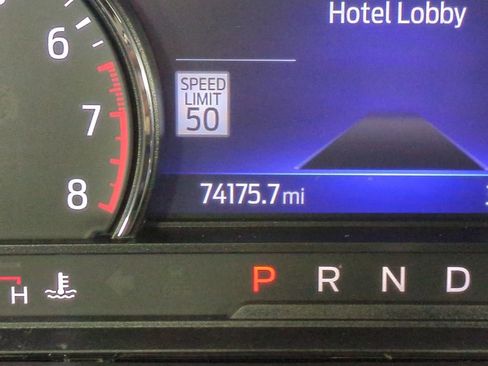 Hotel Lobby
6
SPEED
LIMIT
50
7
8
74175.7 mi
H
P R N D